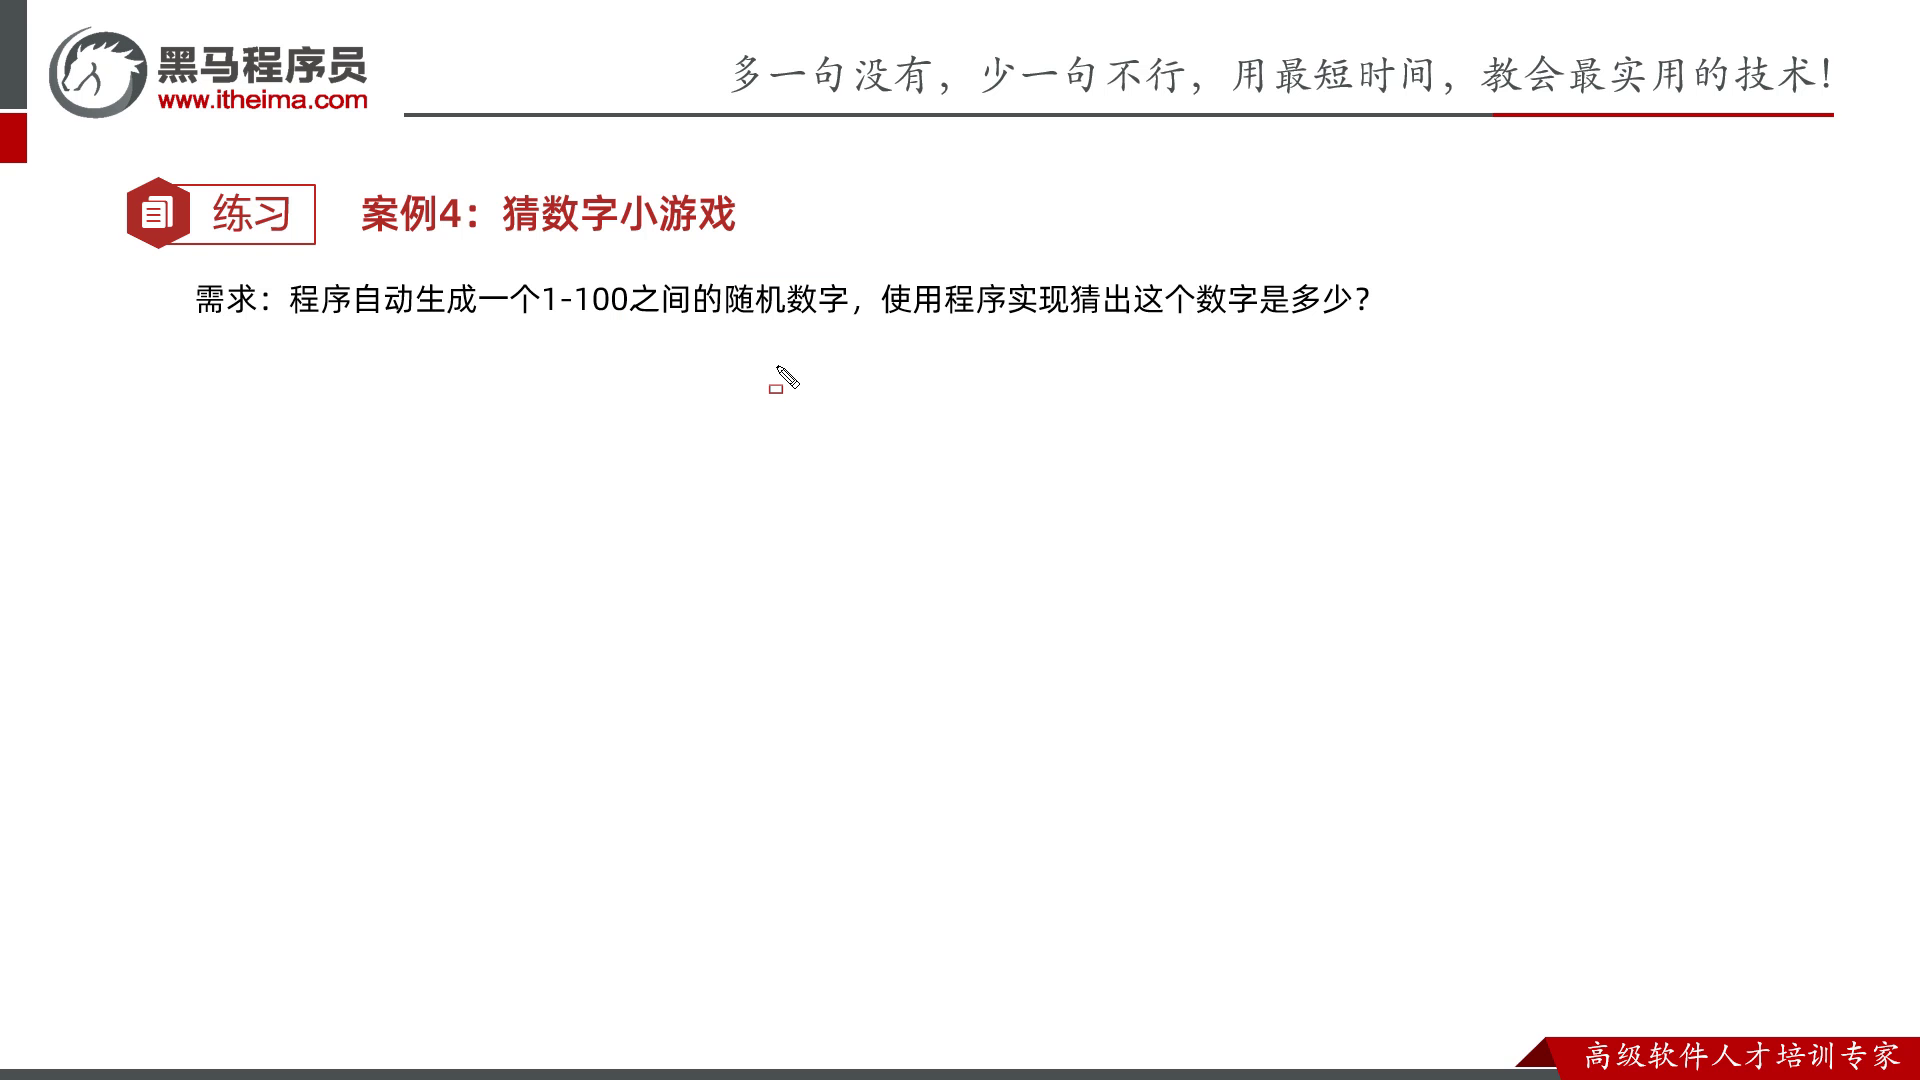 黑马程序员
www.itheima.com
多一句没有，少一句不行，用最短时间，教会最实用的技术！
练习
案例4：猜数字小游戏
需求：程序自动生成一个1-100之间的随机数字，使用程序实现猜出这个数字是多少？
高级软件人才培训专家